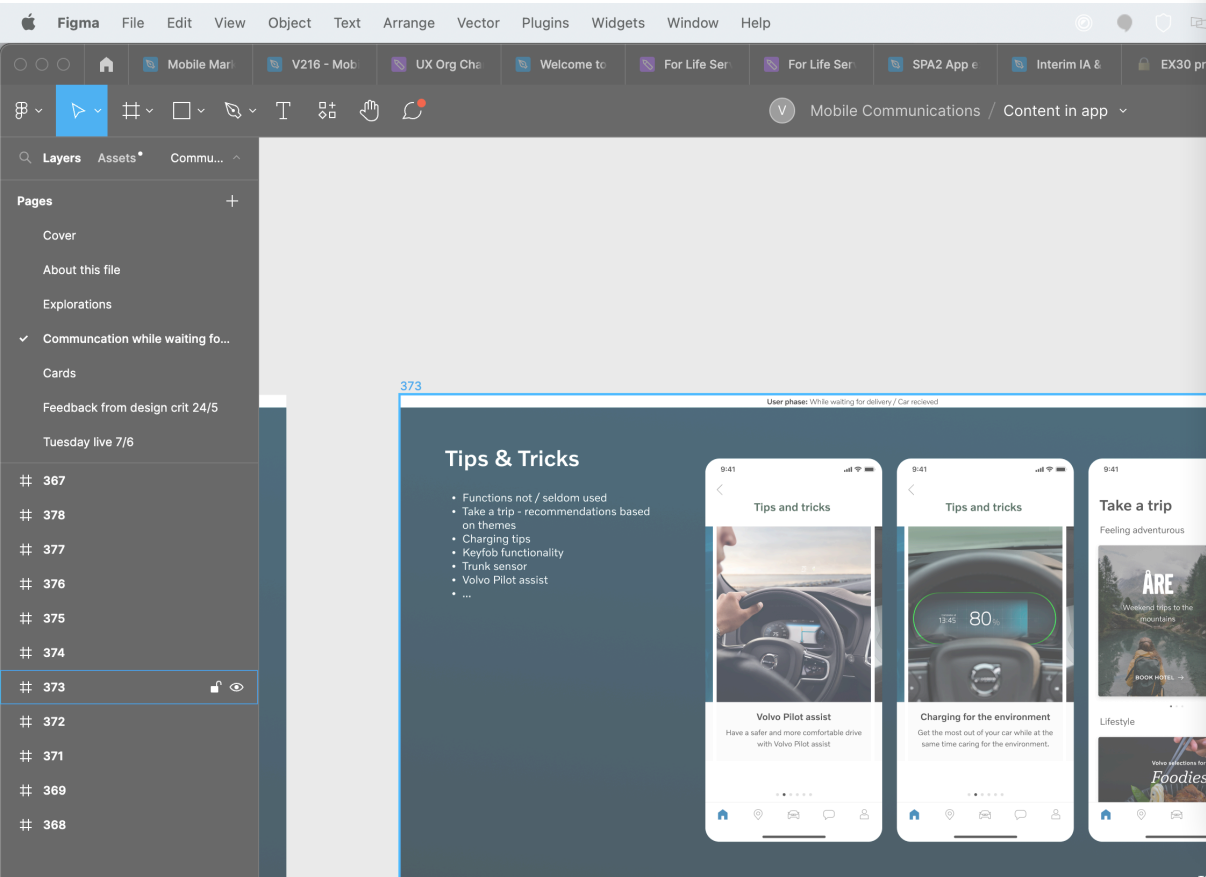 Figma File Edit View Object Text Arrange Vector Plugins Widgets Window Help
Mobile Mar V216 - Mob UX Org Cha Welcome to For Life Ser For Life Ser SPA2 App e Interim IA & EX30 pr
V Mobile Communications / Content in app
Layers Assets Commu...
Pages
Cover
About this file
Explorations
Communcation while waiting fo...
Cards
Feedback from design crit 24/5
Tuesday live 7/6
367
378
377
376
375
374
373
372
371
369
368
373
User phase: While waiting for delivery / Car recieved
Tips & Tricks
• Functions not / seldom used
• Take a trip - recommendations based
on themes
• Charging tips
• Keyfob functionality
• Trunk sensor
• Volvo Pilot assist
• ...
9:41
Tips and tricks
Volvo Pilot assist
Have a safer and more comfortable drive
with Volvo Pilot assist
9:41
Tips and tricks
13:45 80%
Charging for the environment
Get the most out of your car while at the
same time caring for the environment.
9:41
Take a trip
Feeling adventurous
ÅRE
Weekend trips to the
mountains
BOOK HOTEL →
Lifestyle
Volvo selections for
Foodies